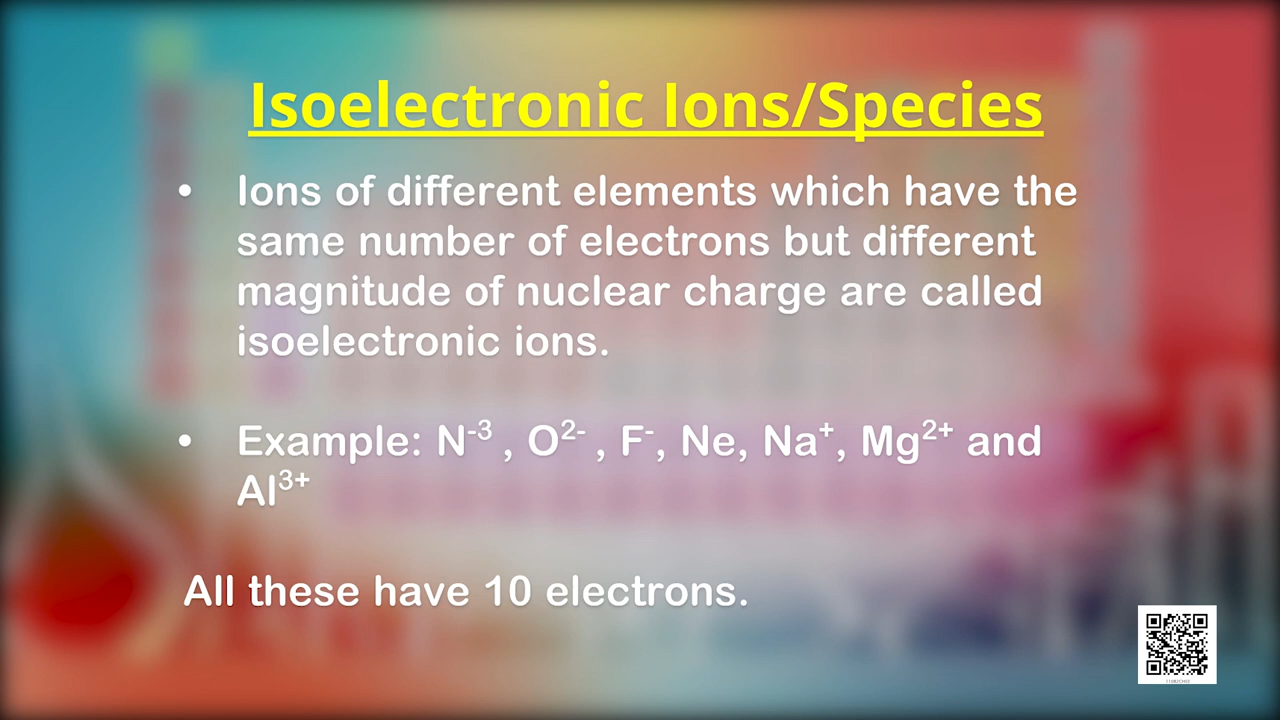 Isoelectronic Ions/Species
• Ions of different elements which have the
same number of electrons but different
magnitude of nuclear charge are called
isoelectronic ions.
• Example: N⁻³ , O²⁻ , F⁻, Ne, Na⁺, Mg²⁺ and
Al³⁺
All these have 10 electrons.